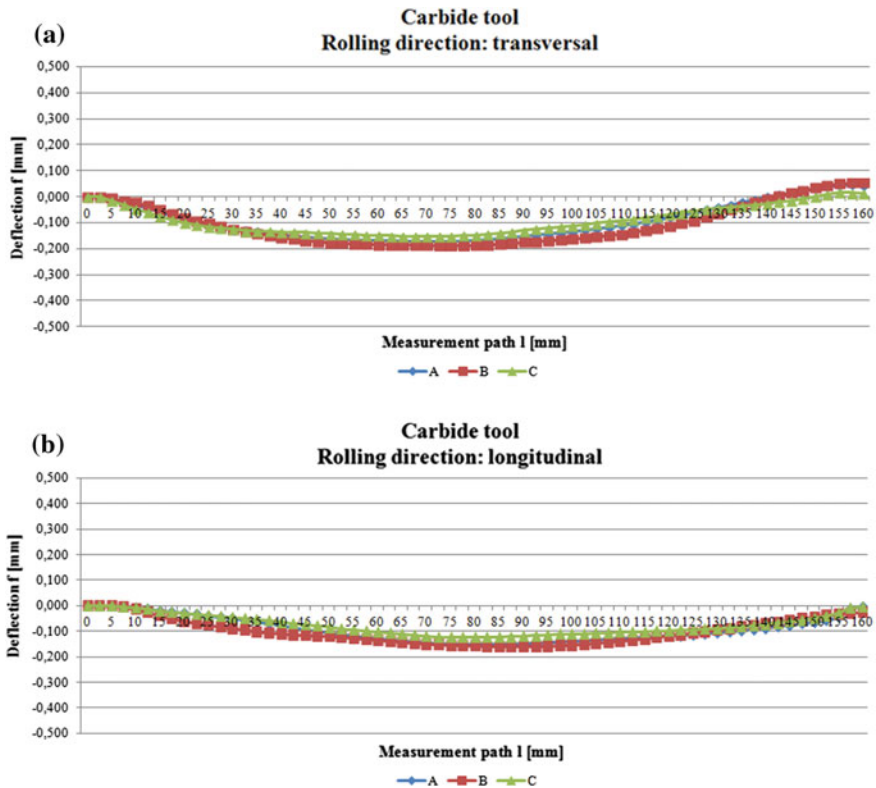 (a)
Carbide tool
Rolling direction: transversal
Deflection f [mm]
0,500
0,400
0,300
0,200
0,100
0,000
-0,100
-0,200
-0,300
-0,400
-0,500
0 5 10 15 20 25 30 35 40 45 50 55 60 65 70 75 80 85 90 95 100 105 110 115 120 125 130 135 140 145 150 155 160
Measurement path l [mm]
A B C
(b)
Carbide tool
Rolling direction: longitudinal
Deflection f [mm]
0,500
0,400
0,300
0,200
0,100
0,000
-0,100
-0,200
-0,300
-0,400
-0,500
0 5 10 15 20 25 30 35 40 45 50 55 60 65 70 75 80 85 90 95 100 105 110 115 120 125 130 135 140 145 150 155 160
Measurement path l [mm]
A B C